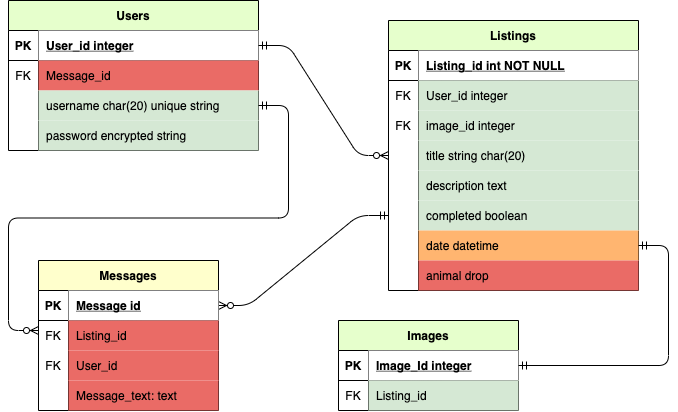 Users
PK User_id integer
FK Message_id
username char(20) unique string
password encrypted string
Listings
PK Listing_id int NOT NULL
FK User_id integer
FK image_id integer
title string char(20)
description text
completed boolean
date datetime
animal drop
Messages
PK Message id
FK Listing_id
FK User_id
Message_text: text
Images
PK Image_Id integer
FK Listing_id